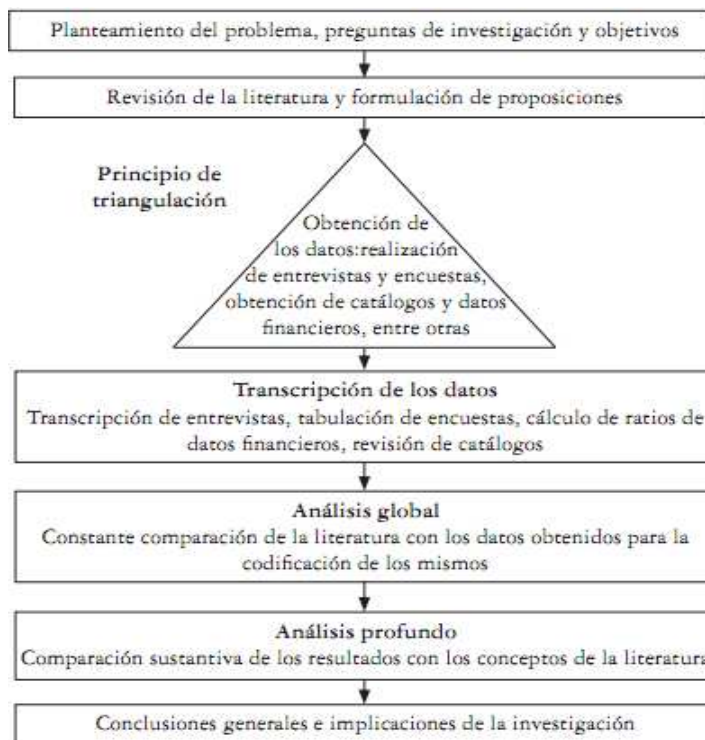 Planteamiento del problema, preguntas de investigación y objetivos
Revisión de la literatura y formulación de proposiciones
Principio de
triangulación
Obtención de
los datos:realización
de entrevistas y encuestas,
obtención de catálogos y datos
financieros, entre otras
Transcripción de los datos
Transcripción de entrevistas, tabulación de encuestas, cálculo de ratios de
datos financieros, revisión de catálogos
Análisis global
Constante comparación de la literatura con los datos obtenidos para la
codificación de los mismos
Análisis profundo
Comparación sustantiva de los resultados con los conceptos de la literatura
Conclusiones generales e implicaciones de la investigación